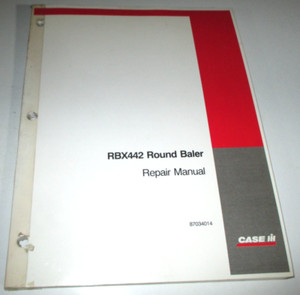 RBX442 Round Baler
Repair Manual
87034014
CASE IH